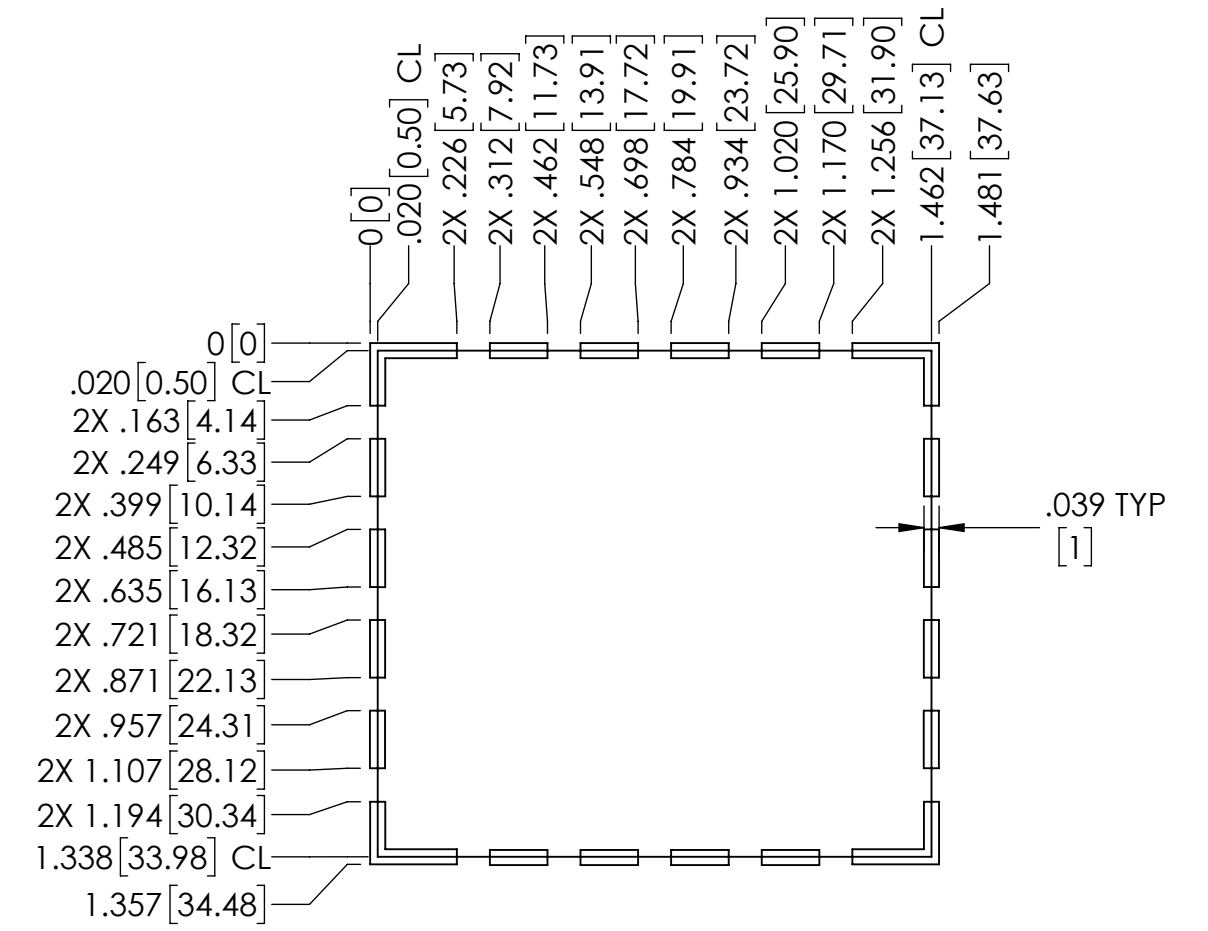 0[0]
.020[0.50] CL
2X .226[5.73]
2X .312[7.92]
2X .462[11.73]
2X .548[13.91]
2X .698[17.72]
2X .784[19.91]
2X .934[23.72]
2X 1.020[25.90]
2X 1.170[29.71]
2X 1.256[31.90]
1.462[37.13] CL
1.481[37.63]
0[0]
.020[0.50] CL
2X .163[4.14]
2X .249[6.33]
2X .399[10.14]
2X .485[12.32]
2X .635[16.13]
2X .721[18.32]
2X .871[22.13]
2X .957[24.31]
2X 1.107[28.12]
2X 1.194[30.34]
1.338[33.98] CL
1.357[34.48]
.039 TYP
[1]